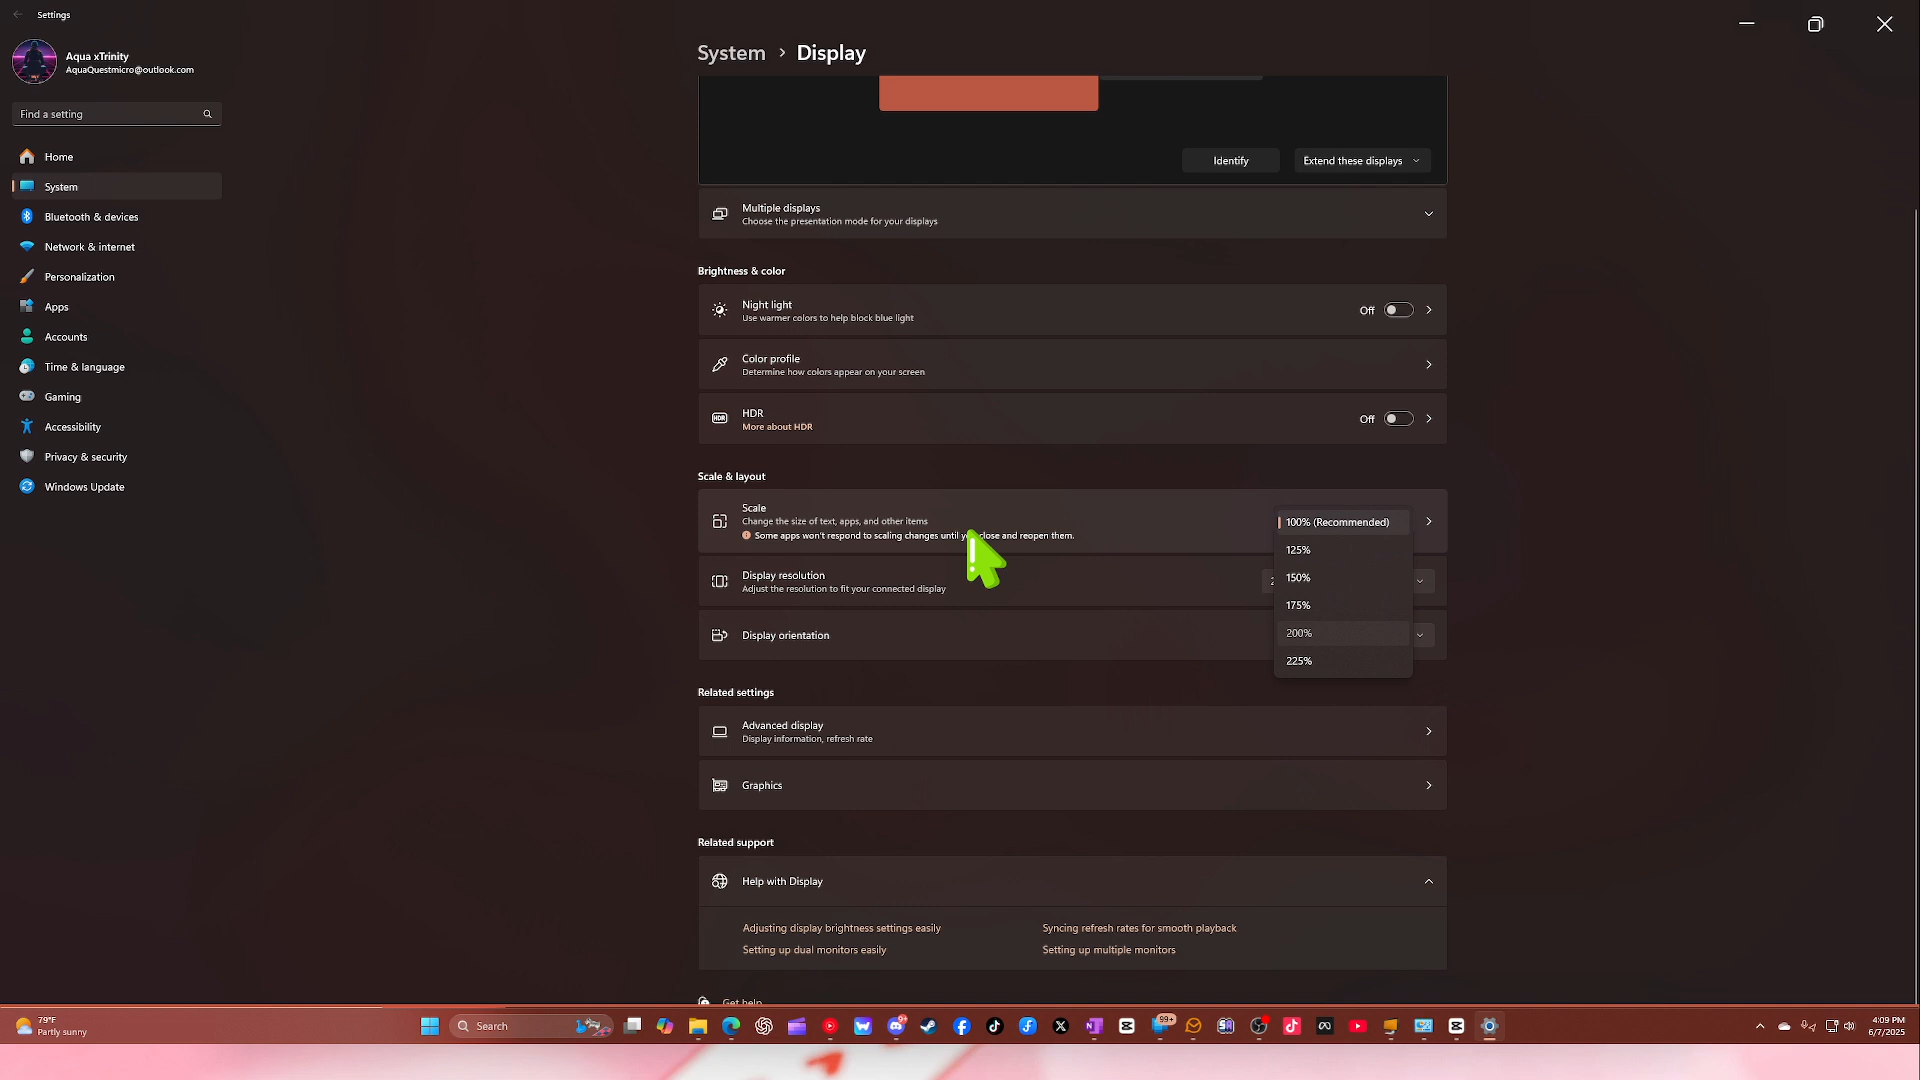 Settings
Aqua xTrinity
AquaQuestmicro@outlook.com
Find a setting
Home
System
Bluetooth & devices
Network & internet
Personalization
Apps
Accounts
Time & language
Gaming
Accessibility
Privacy & security
Windows Update
System > Display
Identify
Extend these displays
Multiple displays
Choose the presentation mode for your displays
Brightness & color
Night light
Use warmer colors to help block blue light
Off
Color profile
Determine how colors appear on your screen
HDR
More about HDR
Off
Scale & layout
Scale
Change the size of text, apps, and other items
Some apps won't respond to scaling changes until close and reopen them.
100% (Recommended)
125%
150%
175%
200%
225%
Display resolution
Adjust the resolution to fit your connected display
Display orientation
Related settings
Advanced display
Display information, refresh rate
Graphics
Related support
Help with Display
Adjusting display brightness settings easily
Syncing refresh rates for smooth playback
Setting up dual monitors easily
Setting up multiple monitors
Get help
79°F
Partly sunny
Search
99+
4:09 PM
6/7/2025